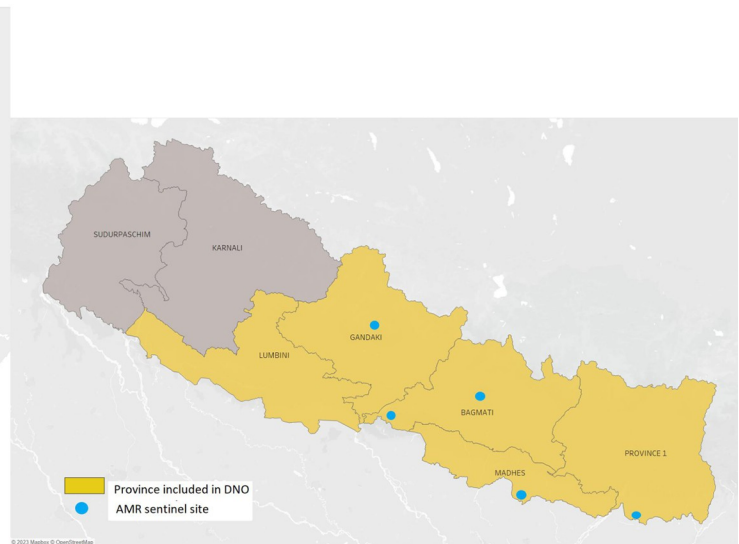 SUDURPASCHIM
KARNALI
GANDAKI
LUMBINI
BAGMATI
PROVINCE 1
MADHES
Province included in DNO
AMR sentinel site
© 2023 Mapbox © OpenStreetMap